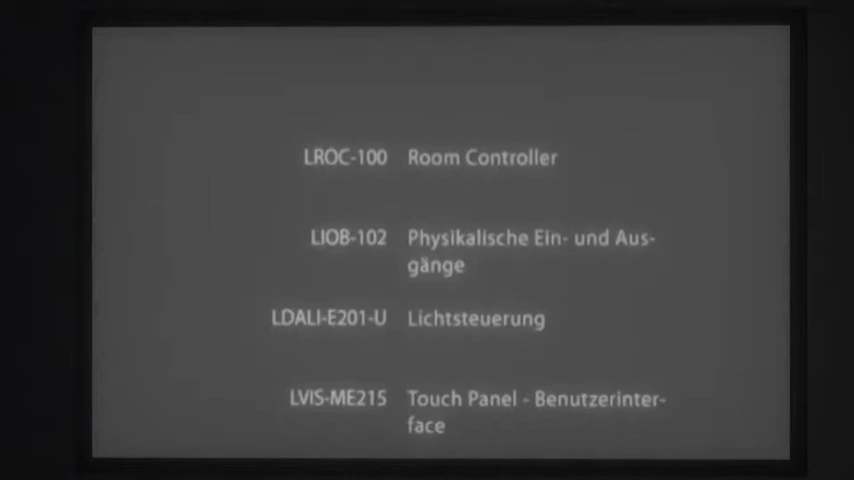 LROC-100 Room Controller
LIOB-102 Physikalische Ein- und Aus-
gänge
LDALI-E201-U Lichtsteuerung
LVIS-ME215 Touch Panel - Benutzerinter-
face